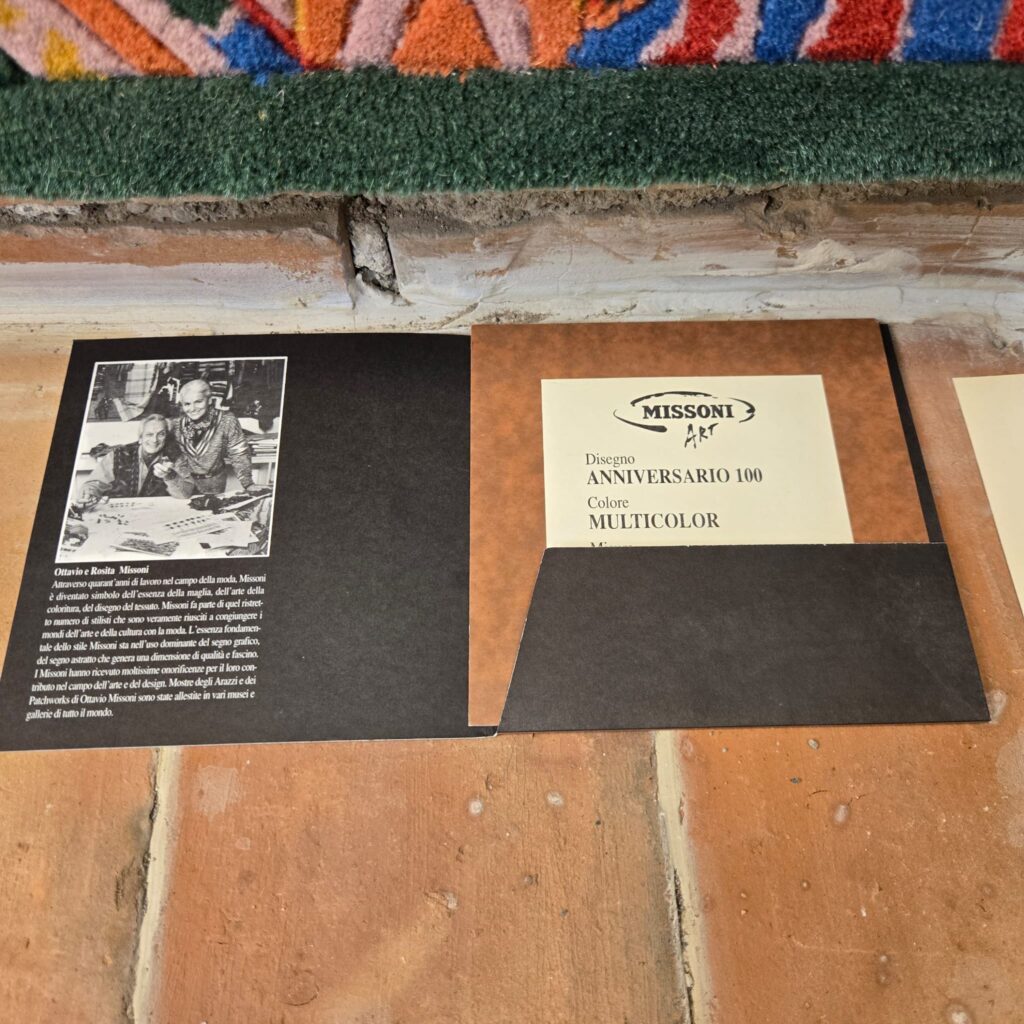 Ottavio e Rosita Missoni
Attraverso quarant'anni di lavoro nel campo della moda, Missoni
è diventato simbolo dell'essenza della maglia, dell'arte della
coloritura, del disegno del tessuto. Missoni fa parte di quel ristret-
to numero di stilisti che sono veramente riusciti a congiungere i
mondi dell'arte e della cultura con la moda. L'essenza fondamen-
tale dello stile Missoni sta nell'uso dominante del segno grafico,
del segno astratto che genera una dimensione di qualità e fascino.
I Missoni hanno ricevuto moltissime onorificenze per il loro con-
tributo nel campo dell'arte e del design. Mostre degli Arazzi e dei
Patchworks di Ottavio Missoni sono state allestite in vari musei e
gallerie di tutto il mondo.
MISSONI
ART
Disegno
ANNIVERSARIO 100
Colore
MULTICOLOR